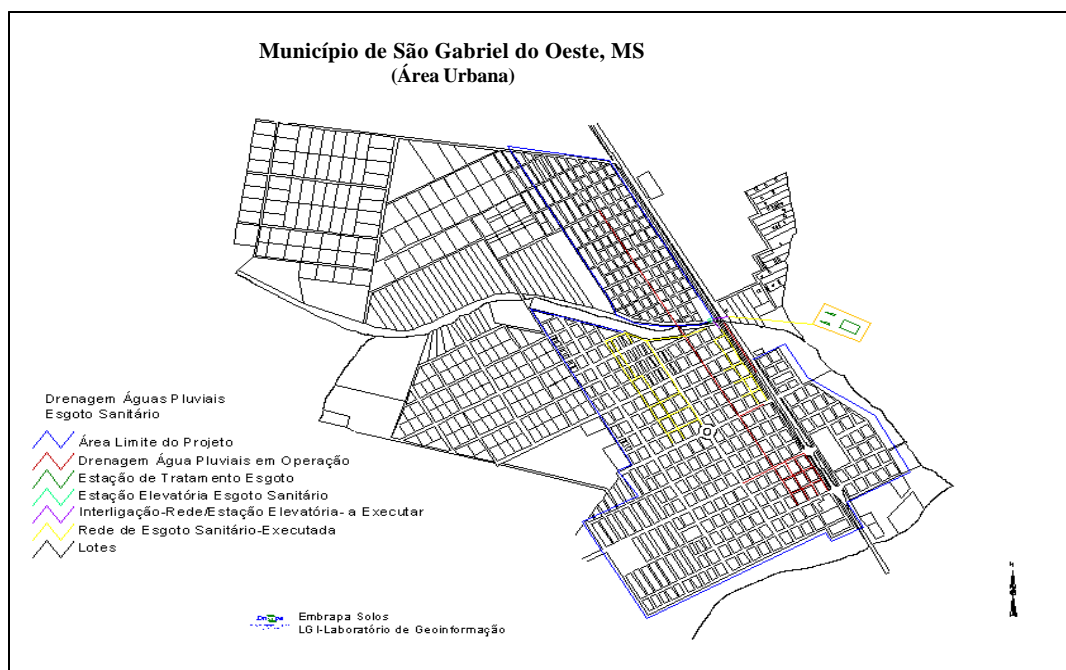 Município de São Gabriel do Oeste, MS
(Área Urbana)
Drenagem Águas Pluviais
Esgoto Sanitário
Área Limite do Projeto
Drenagem Água Pluviais em Operação
Estação de Tratamento Esgoto
Estação Elevatória Esgoto Sanitário
Interligação-Rede/Estação Elevatória- a Executar
Rede de Esgoto Sanitário-Executada
Lotes
Embrapa Solos
LGI-Laboratório de Geoinformação